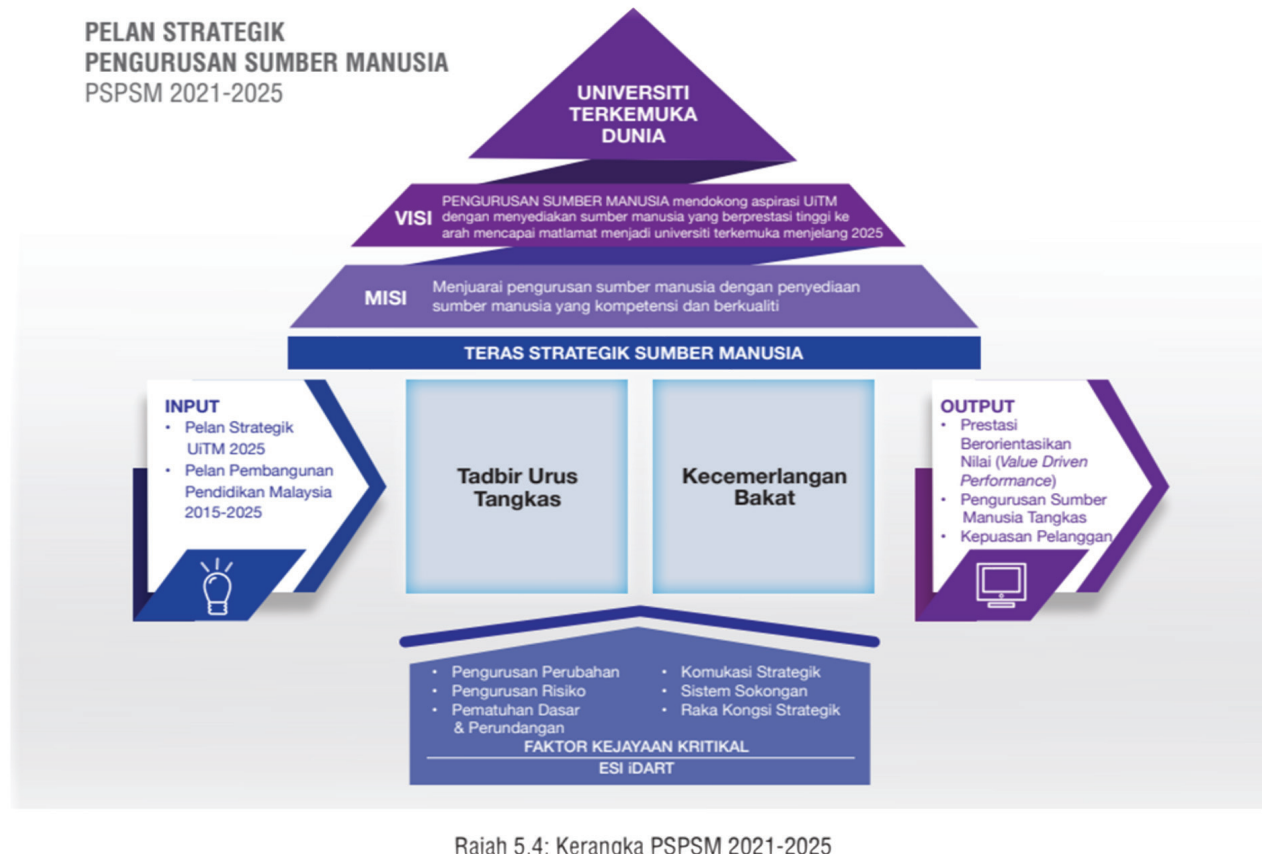 PELAN STRATEGIK
PENGURUSAN SUMBER MANUSIA
PSPSM 2021-2025
UNIVERSITI
TERKEMUKA
DUNIA
VISI
PENGURUSAN SUMBER MANUSIA mendokong aspirasi UiTM
dengan menyediakan sumber manusia yang berprestasi tinggi ke
arah mencapai matlamat menjadi universiti terkemuka menjelang 2025
MISI
Menjuarai pengurusan sumber manusia dengan penyediaan
sumber manusia yang kompetensi dan berkualiti
TERAS STRATEGIK SUMBER MANUSIA
INPUT
• Pelan Strategik
UiTM 2025
• Pelan Pembangunan
Pendidikan Malaysia
2015-2025
Tadbir Urus
Tangkas
Kecemerlangan
Bakat
OUTPUT
• Prestasi
Berorientasikan
Nilai (Value Driven
Performance)
• Pengurusan Sumber
Manusia Tangkas
• Kepuasan Pelanggan
• Pengurusan Perubahan
• Pengurusan Risiko
• Pematuhan Dasar
& Perundangan
• Komukasi Strategik
• Sistem Sokongan
• Raka Kongsi Strategik
FAKTOR KEJAYAAN KRITIKAL
ESI iDART
Rajah 5.4: Kerangka PSPSM 2021-2025